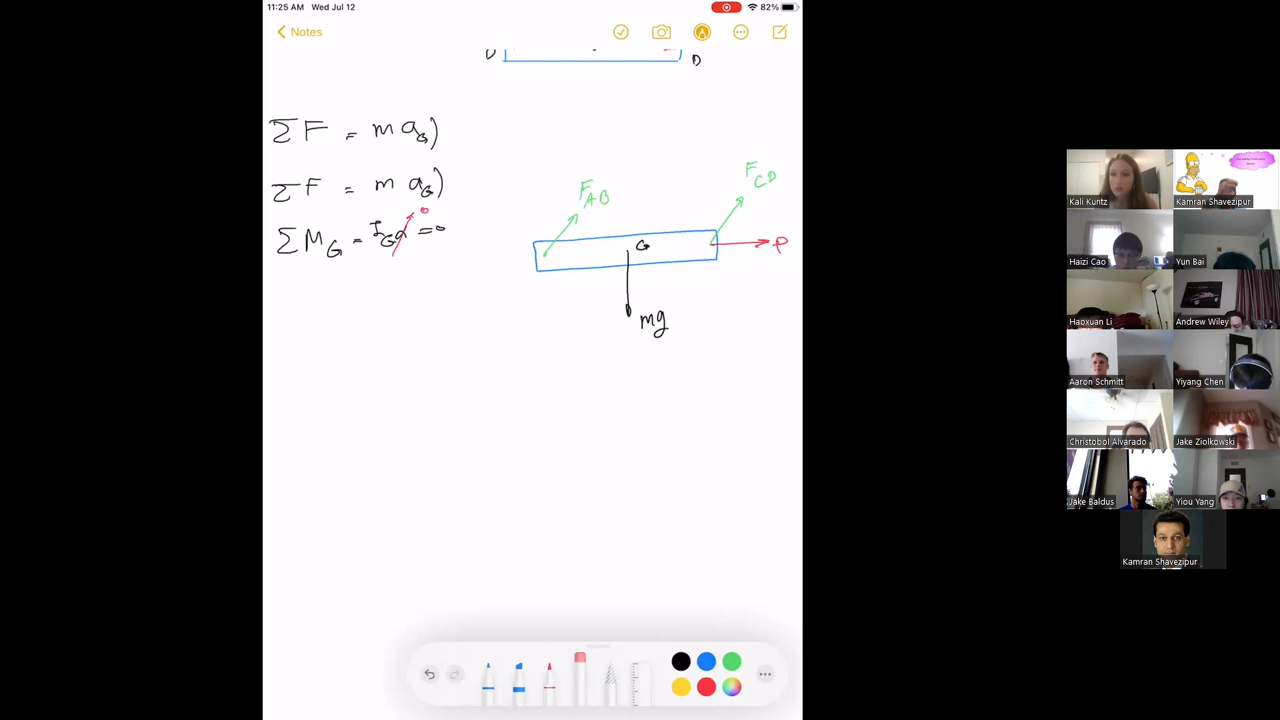 11:25 AM Wed Jul 12
82%
Notes
D
ΣF = m a_G)
ΣF = m a_G)
0
ΣM_G = I_G α = 0
F_AB
F_CD
G
P
mg
Kali Kuntz
Kamran Shavezipur
Haizi Cao
Yun Bai
Haoxuan Li
Andrew Wiley
Aaron Schmitt
Yiyang Chen
Christobol Alvarado
Jake Ziolkowski
Jake Baldus
Yiou Yang
Kamran Shavezipur